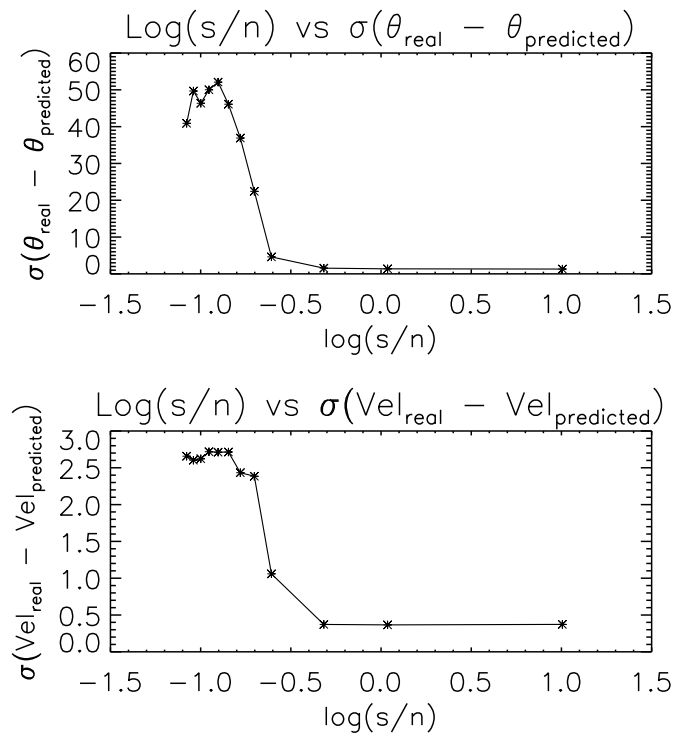 Log(s/n) vs σ(θreal − θpredicted)
σ(θreal − θpredicted)
60
50
40
30
20
10
0
−1.5 −1.0 −0.5 0.0 0.5 1.0 1.5
log(s/n)
Log(s/n) vs σ(Velreal − Velpredicted)
σ(Velreal − Velpredicted)
3.0
2.5
2.0
1.5
1.0
0.5
0.0
−1.5 −1.0 −0.5 0.0 0.5 1.0 1.5
log(s/n)